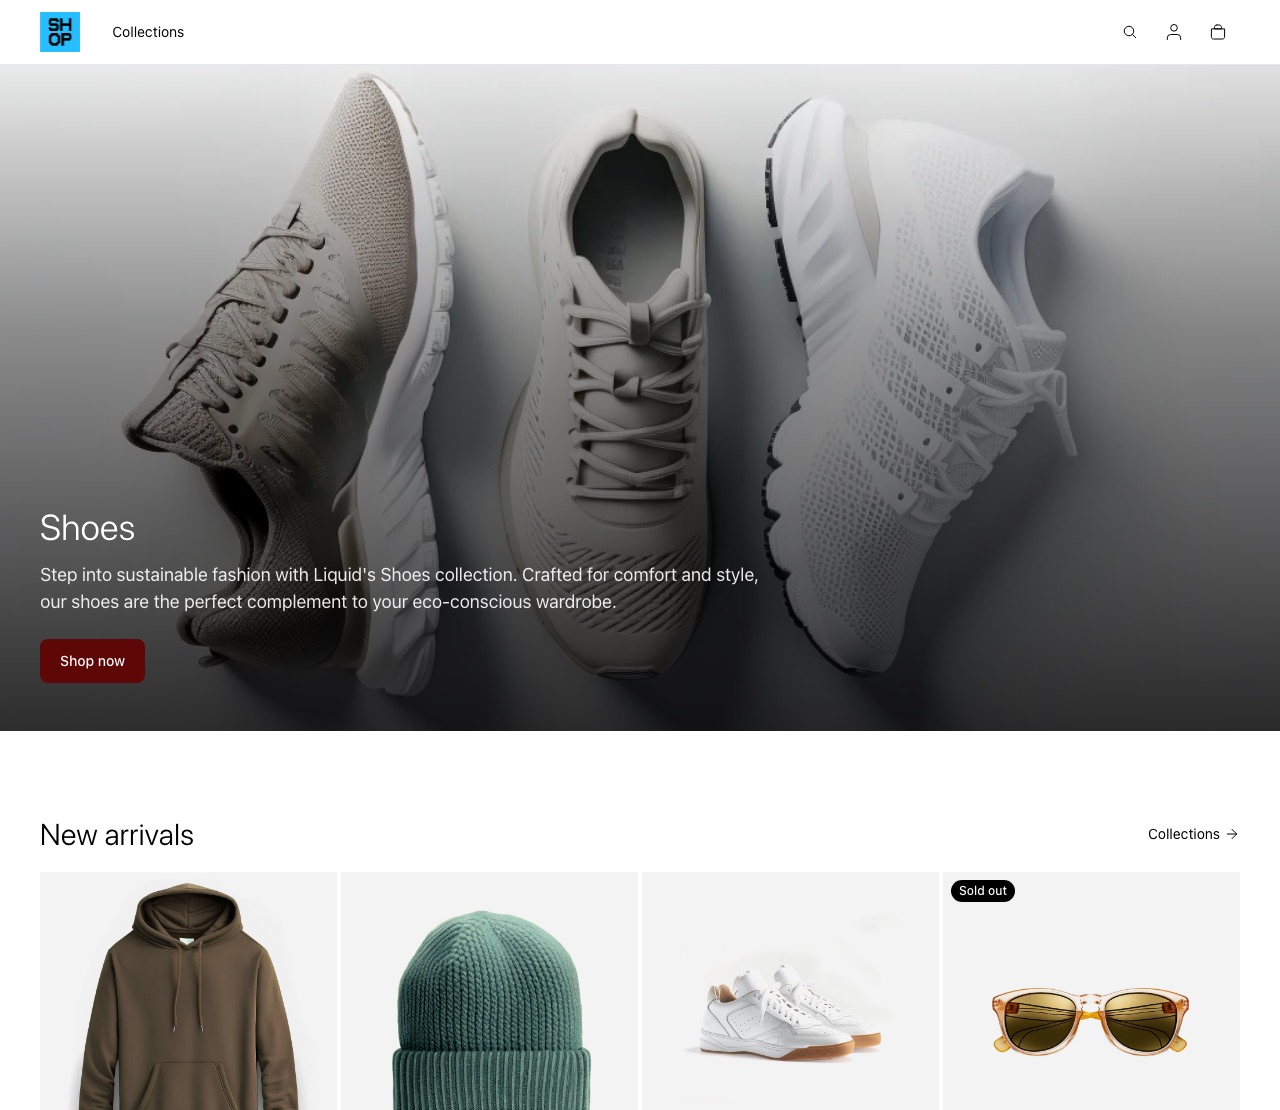 SH
OP
Collections
Shoes
Step into sustainable fashion with Liquid's Shoes collection. Crafted for comfort and style,
our shoes are the perfect complement to your eco-conscious wardrobe.
Shop now
New arrivals
Collections →
Sold out